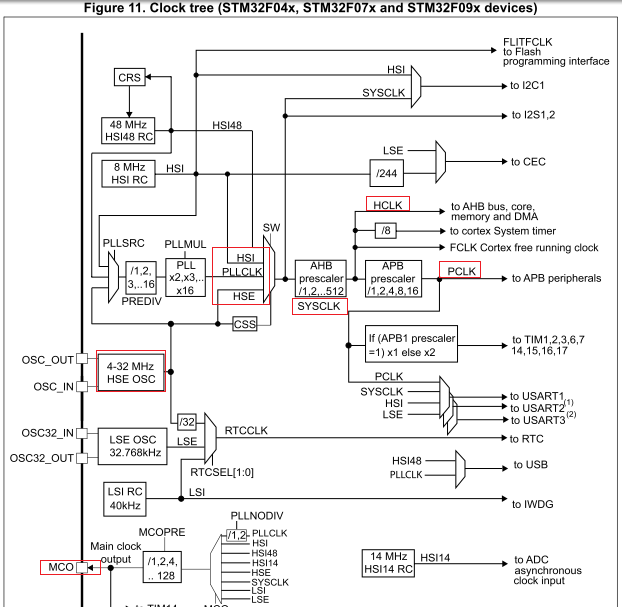 Figure 11. Clock tree (STM32F04x, STM32F07x and STM32F09x devices)
FLITFCLK
to Flash
programming interface
HSI
to I2C1
SYSCLK
to I2S1,2
CRS
48 MHz
HSI48 RC
HSI48
8 MHz
HSI RC
HSI
LSE
to CEC
/244
HCLK
to AHB bus, core,
memory and DMA
/8
to cortex System timer
FCLK Cortex free running clock
SW
PLLSRC
PLLMUL
PLL
x2,x3,..
x16
/1,2,
3,..16
PREDIV
HSI
PLLCLK
HSE
CSS
AHB
prescaler
/1,2,..512
APB
prescaler
/1,2,4,8,16
PCLK
to APB peripherals
SYSCLK
If (APB1 prescaler
=1) x1 else x2
to TIM1,2,3,6,7
14,15,16,17
OSC_OUT
OSC_IN
4-32 MHz
HSE OSC
PCLK
SYSCLK
HSI
LSE
to USART1
to USART2(1)
to USART3(2)
OSC32_IN
OSC32_OUT
LSE OSC
32.768kHz
/32
LSE
RTCCLK
to RTC
RTCSEL[1:0]
HSI48
PLLCLK
to USB
LSI RC
40kHz
LSI
to IWDG
PLLNODIV
/1,2
PLLCLK
HSI
HSI48
HSI14
HSE
SYSCLK
LSI
LSE
MCOPRE
/1,2,4,
.. 128
Main clock
output
MCO
14 MHz
HSI14 RC
HSI14
to ADC
asynchronous
clock input
to TIM14
MCO